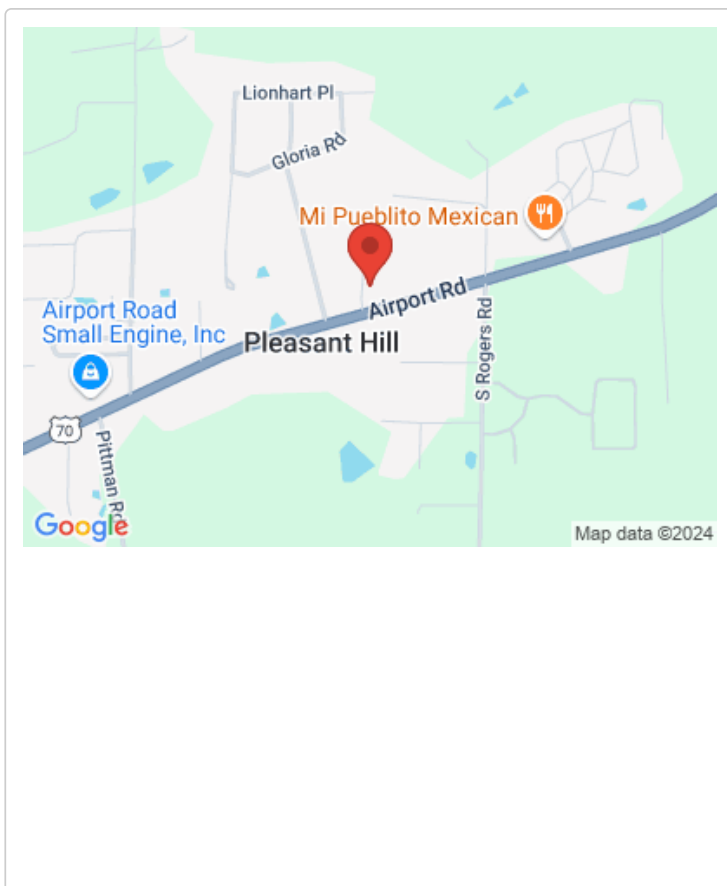 Lionhart Pl
Gloria Rd
Mi Pueblito Mexican
Airport Rd
Airport Road
Small Engine, Inc
Pleasant Hill
S Rogers Rd
70
Pittman Rd
Google
Map data ©2024